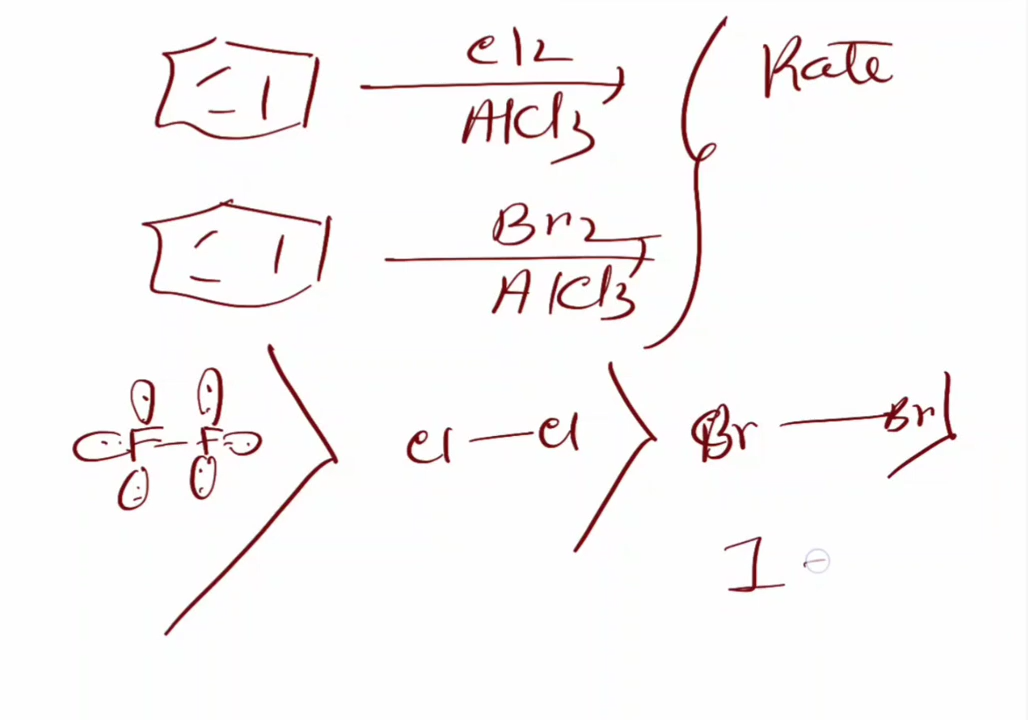 Cl2
AlCl3
Rate
Br2
AlCl3
F—F > Cl—Cl > Br—Br >
I -